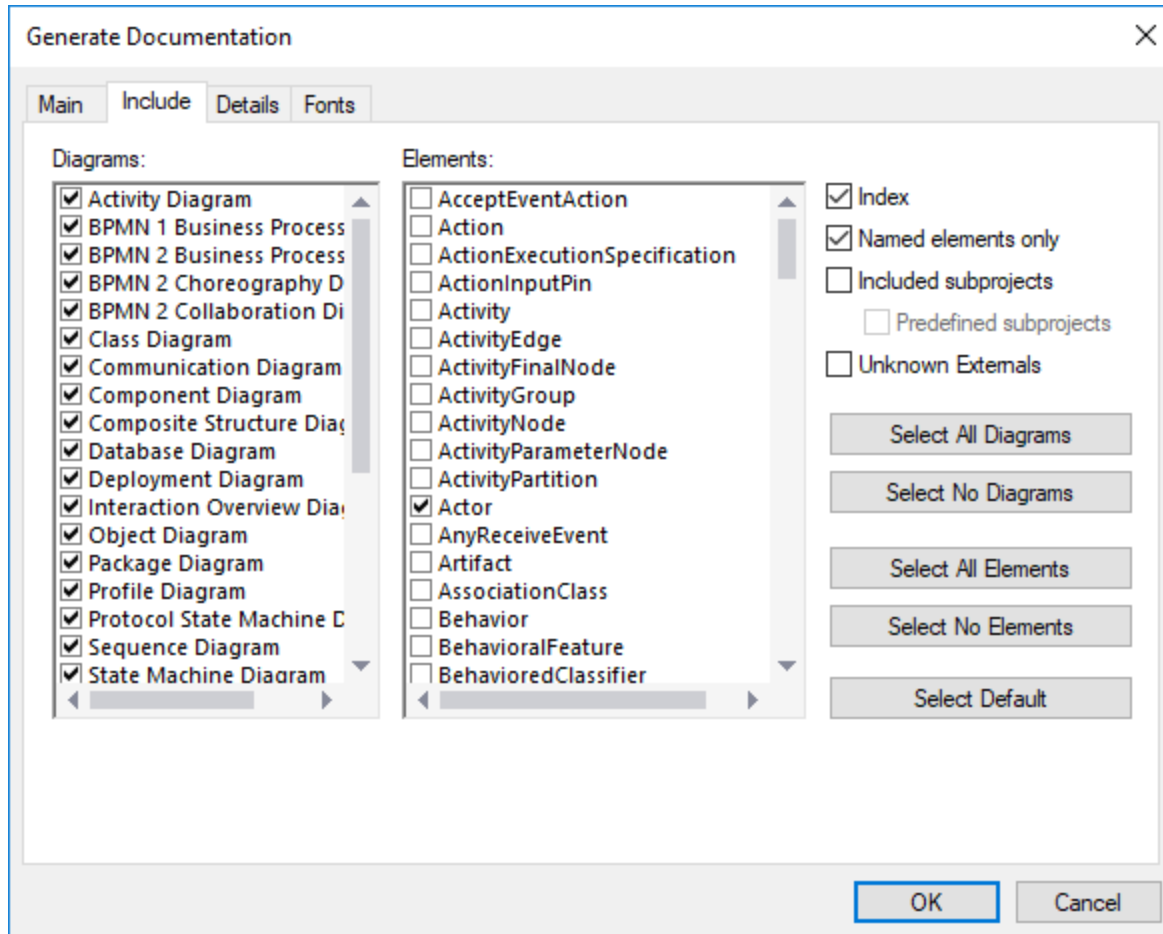 Generate Documentation
Main Include Details Fonts
Diagrams:
Activity Diagram
BPMN 1 Business Process
BPMN 2 Business Process
BPMN 2 Choreography D
BPMN 2 Collaboration Di
Class Diagram
Communication Diagram
Component Diagram
Composite Structure Diag
Database Diagram
Deployment Diagram
Interaction Overview Diag
Object Diagram
Package Diagram
Profile Diagram
Protocol State Machine D
Sequence Diagram
State Machine Diagram
Elements:
AcceptEventAction
Action
ActionExecutionSpecification
ActionInputPin
Activity
ActivityEdge
ActivityFinalNode
ActivityGroup
ActivityNode
ActivityParameterNode
ActivityPartition
Actor
AnyReceiveEvent
Artifact
AssociationClass
Behavior
BehavioralFeature
BehavioredClassifier
Index
Named elements only
Included subprojects
Predefined subprojects
Unknown Externals
Select All Diagrams
Select No Diagrams
Select All Elements
Select No Elements
Select Default
OK Cancel